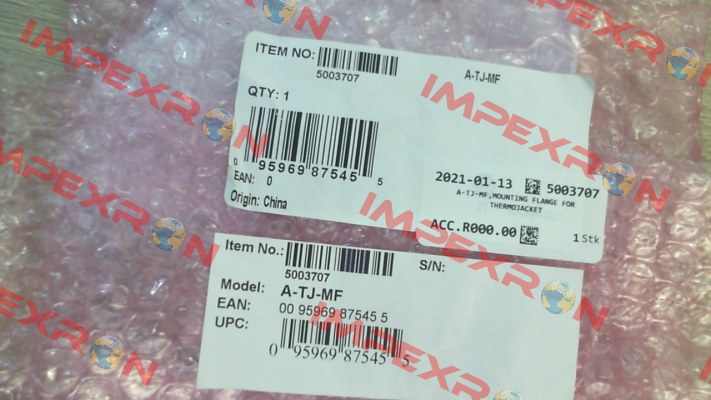 ITEM NO:
5003707
A-TJ-MF
QTY: 1
0 95969 87545 5
EAN: 0
Origin: China
2021-01-13 5003707
A-TJ-MF,MOUNTING FLANGE FOR
THERMOJACKET
ACC.R000.00
1 Stk
Item No.:
5003707
S/N:
Model: A-TJ-MF
EAN: 00 95969 87545 5
UPC:
0 95969 87545 5
IMPEXRON
IMPEXRON
IMPEXRON
IMPEXRON
IMPEXRON
IMPEXRON